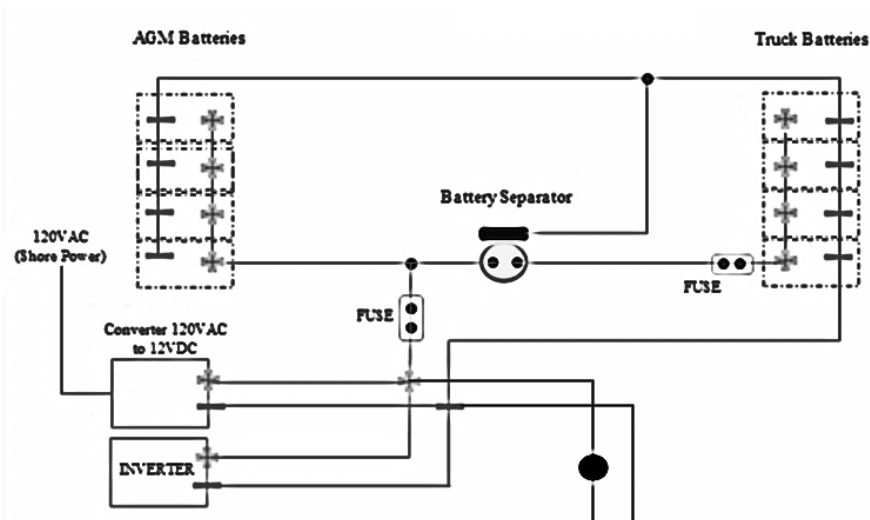 AGM Batteries
Truck Batteries
Battery Separator
120VAC
(Shore Power)
FUSE
FUSE
Converter 120VAC
to 12VDC
INVERTER